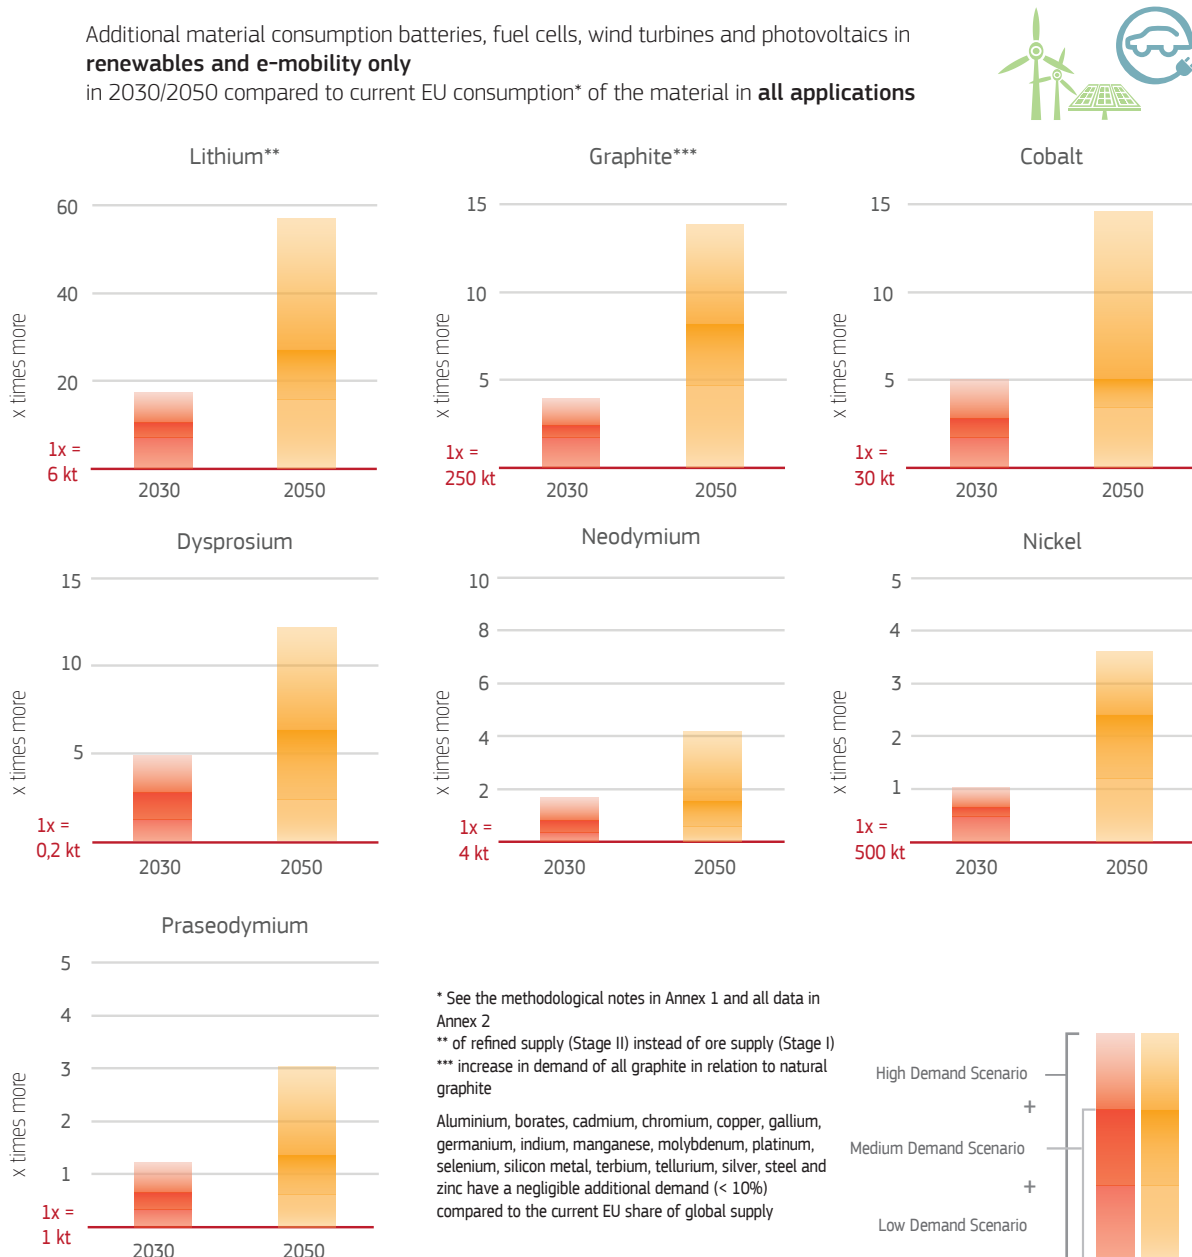 Additional material consumption batteries, fuel cells, wind turbines and photovoltaics in
renewables and e-mobility only
in 2030/2050 compared to current EU consumption* of the material in all applications
Lithium**
60
40
20
x times more
1x =
6 kt
2030
2050
Graphite***
15
10
5
x times more
1x =
250 kt
2030
2050
Cobalt
15
10
5
x times more
1x =
30 kt
2030
2050
Dysprosium
15
10
5
x times more
1x =
0,2 kt
2030
2050
Neodymium
10
8
6
4
2
x times more
1x =
4 kt
2030
2050
Nickel
5
4
3
2
1
x times more
1x =
500 kt
2030
2050
Praseodymium
5
4
3
2
1
x times more
1x =
1 kt
2030
2050
* See the methodological notes in Annex 1 and all data in
Annex 2
** of refined supply (Stage II) instead of ore supply (Stage I)
*** increase in demand of all graphite in relation to natural
graphite
Aluminium, borates, cadmium, chromium, copper, gallium,
germanium, indium, manganese, molybdenum, platinum,
selenium, silicon metal, terbium, tellurium, silver, steel and
zinc have a negligible additional demand (< 10%)
compared to the current EU share of global supply
High Demand Scenario
+
Medium Demand Scenario
+
Low Demand Scenario